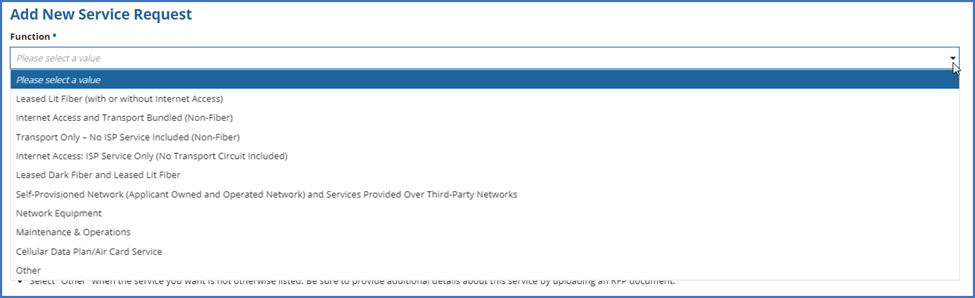 Add New Service Request
Function *
Please select a value
Please select a value
Leased Lit Fiber (with or without Internet Access)
Internet Access and Transport Bundled (Non-Fiber)
Transport Only – No ISP Service Included (Non-Fiber)
Internet Access: ISP Service Only (No Transport Circuit Included)
Leased Dark Fiber and Leased Lit Fiber
Self-Provisioned Network (Applicant Owned and Operated Network) and Services Provided Over Third-Party Networks
Network Equipment
Maintenance & Operations
Cellular Data Plan/Air Card Service
Other
• Select "Other" when the service you want is not otherwise listed. Be sure to provide additional details about this service by uploading an RFP document.